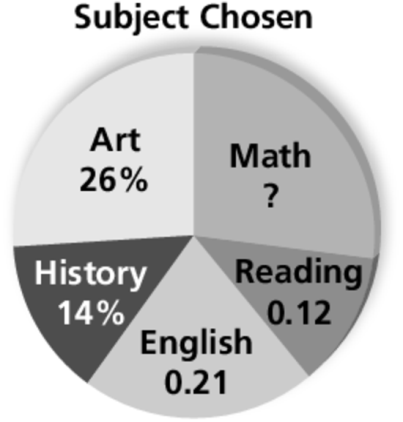 Subject Chosen
Art
26%
Math
?
History
14%
Reading
0.12
English
0.21